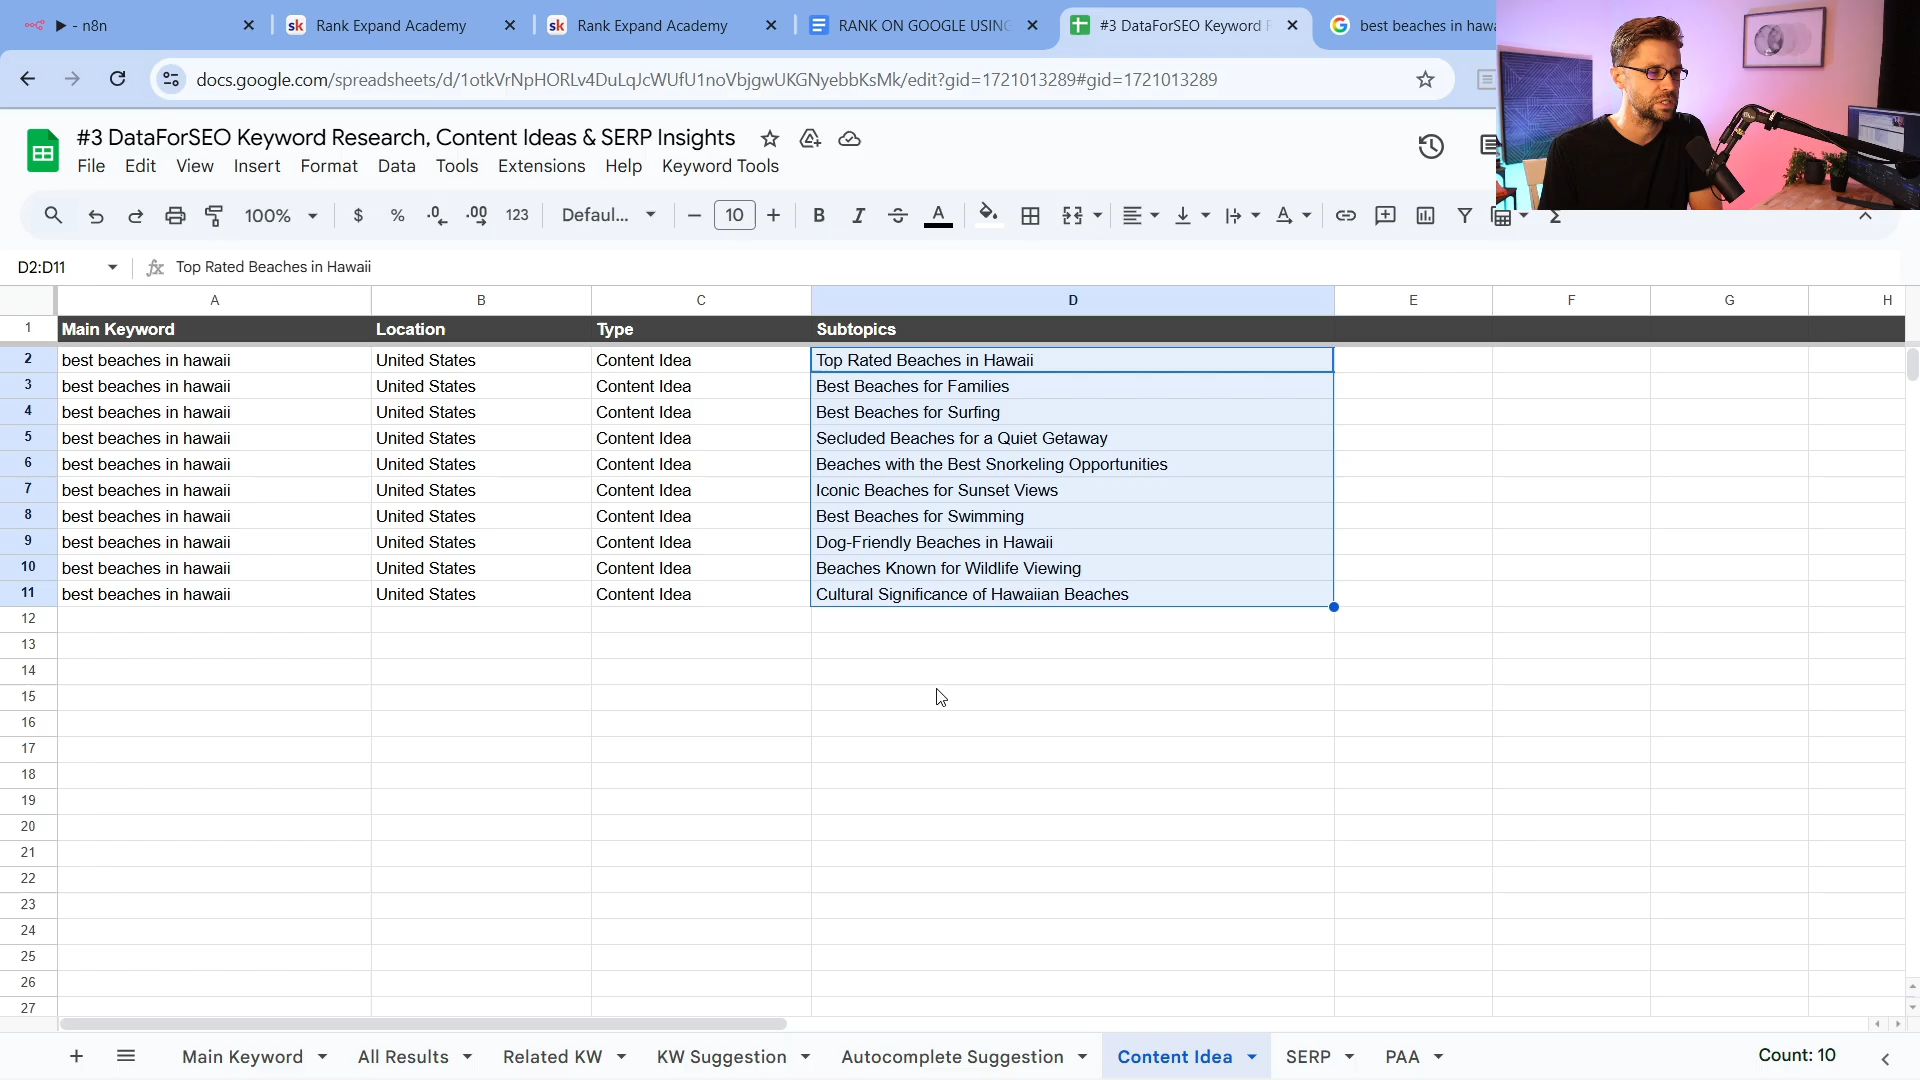 - n8n
sk Rank Expand Academy
sk Rank Expand Academy
RANK ON GOOGLE USING
#3 DataForSEO Keyword
best beaches in hawa
docs.google.com/spreadsheets/d/1otkVrNpHORLv4DuLqJcWUfU1noVbjgwUKGNyebbKsMk/edit?gid=1721013289#gid=1721013289
#3 DataForSEO Keyword Research, Content Ideas & SERP Insights
File Edit View Insert Format Data Tools Extensions Help Keyword Tools
100% $ % .0 .00 123 Defaul... 10 B I A
D2:D11 fx Top Rated Beaches in Hawaii
A B C D E F G H
1 Main Keyword Location Type Subtopics
2 best beaches in hawaii United States Content Idea Top Rated Beaches in Hawaii
3 best beaches in hawaii United States Content Idea Best Beaches for Families
4 best beaches in hawaii United States Content Idea Best Beaches for Surfing
5 best beaches in hawaii United States Content Idea Secluded Beaches for a Quiet Getaway
6 best beaches in hawaii United States Content Idea Beaches with the Best Snorkeling Opportunities
7 best beaches in hawaii United States Content Idea Iconic Beaches for Sunset Views
8 best beaches in hawaii United States Content Idea Best Beaches for Swimming
9 best beaches in hawaii United States Content Idea Dog-Friendly Beaches in Hawaii
10 best beaches in hawaii United States Content Idea Beaches Known for Wildlife Viewing
11 best beaches in hawaii United States Content Idea Cultural Significance of Hawaiian Beaches
12
13
14
15
16
17
18
19
20
21
22
23
24
25
26
27
Main Keyword All Results Related KW KW Suggestion Autocomplete Suggestion Content Idea SERP PAA Count: 10